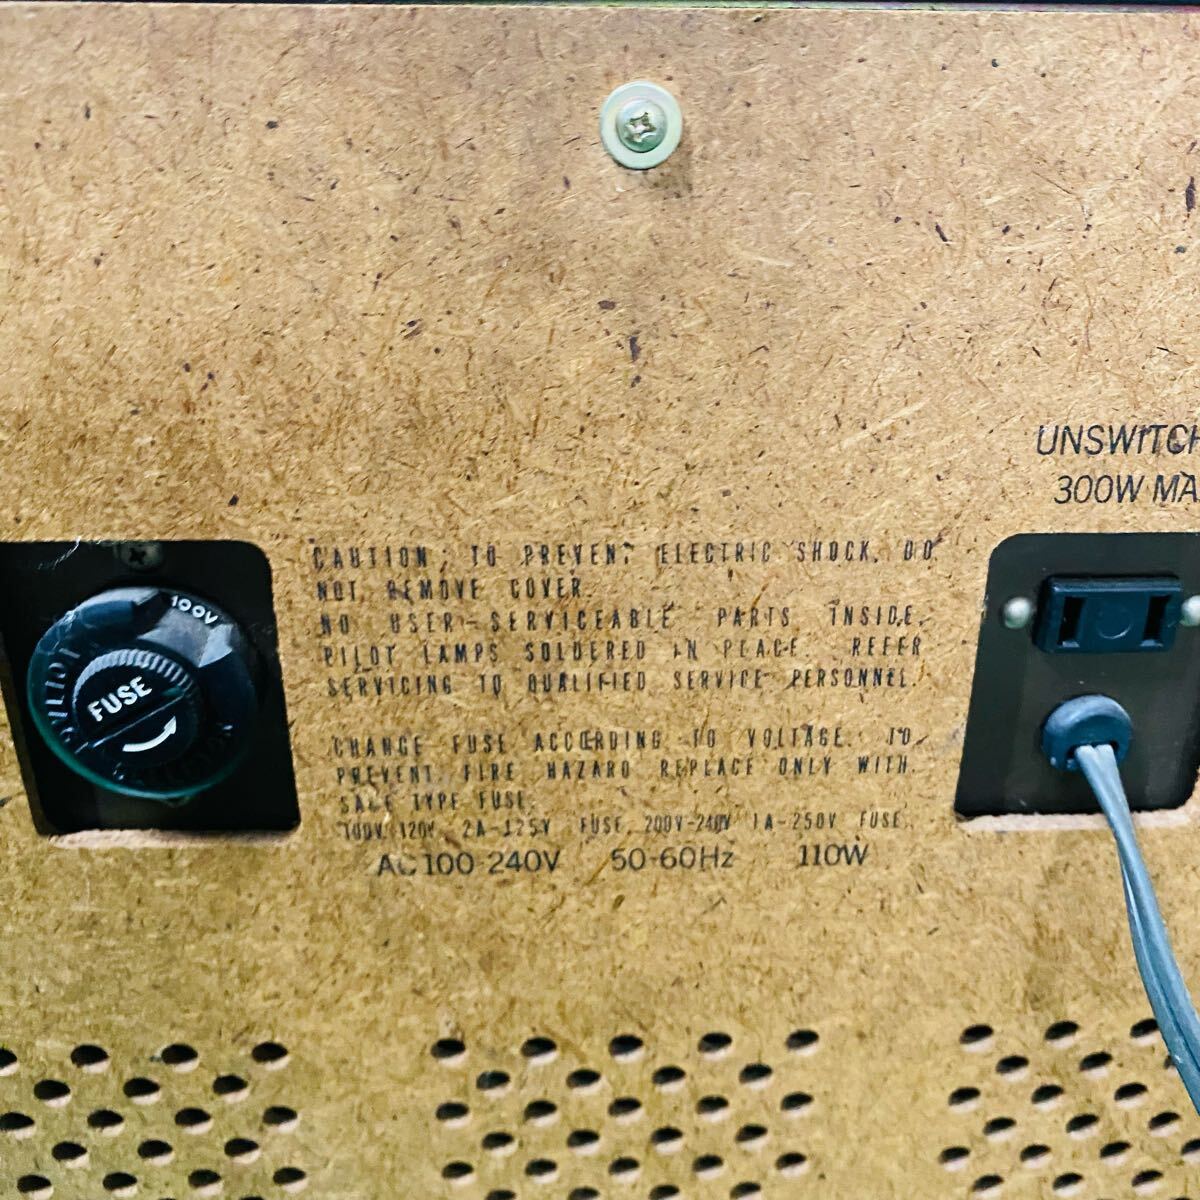 UNSWITCH
300W MA
CAUTION: TO PREVENT ELECTRIC SHOCK, DO
NOT REMOVE COVER.
NO USER-SERVICEABLE PARTS INSIDE.
PILOT LAMPS SOLDERED IN PLACE. REFER
SERVICING TO QUALIFIED SERVICE PERSONNEL.
CHANGE FUSE ACCORDING TO VOLTAGE. TO
PREVENT FIRE HAZARD REPLACE ONLY WITH
SAME TYPE FUSE.
100V 120V 2A-125V FUSE, 200V-240V 1A-250V FUSE.
AC 100-240V 50-60Hz 110W
100V
FUSE